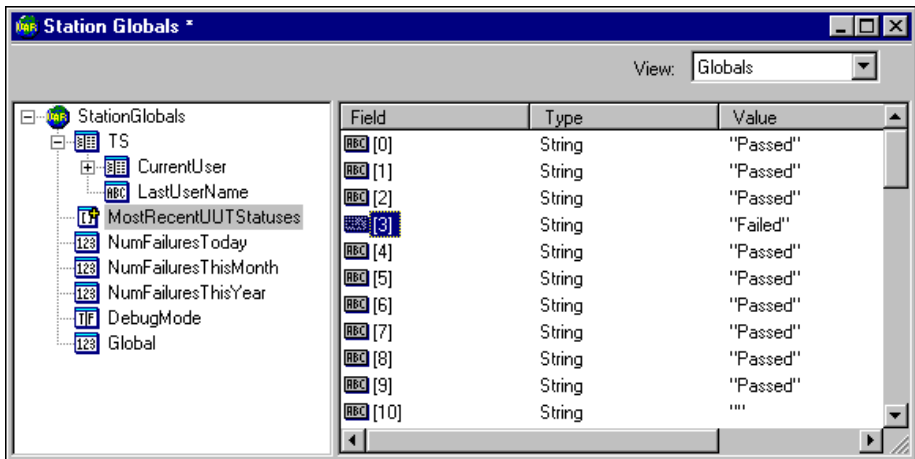 Station Globals *
View: Globals
StationGlobals
TS
CurrentUser
LastUserName
MostRecentUUTStatuses
NumFailuresToday
NumFailuresThisMonth
NumFailuresThisYear
DebugMode
Global
Field Type Value
[0] String "Passed"
[1] String "Passed"
[2] String "Passed"
[3] String "Failed"
[4] String "Passed"
[5] String "Passed"
[6] String "Passed"
[7] String "Passed"
[8] String "Passed"
[9] String "Passed"
[10] String ""